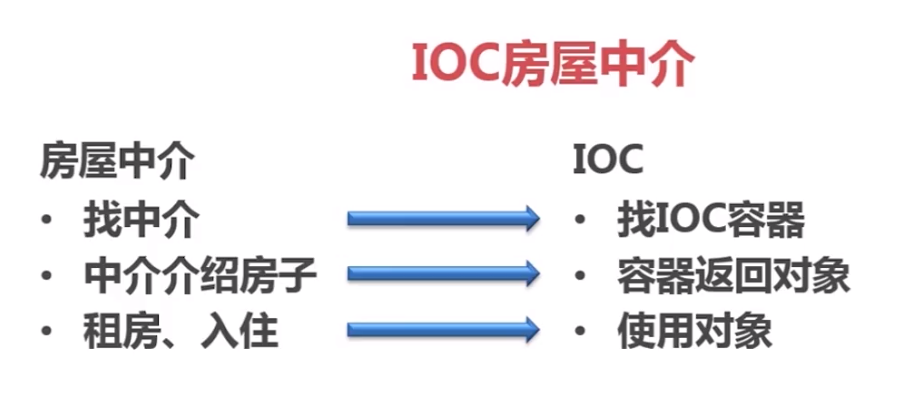 IOC房屋中介
房屋中介
• 找中介
• 中介介绍房子
• 租房、入住
IOC
• 找IOC容器
• 容器返回对象
• 使用对象